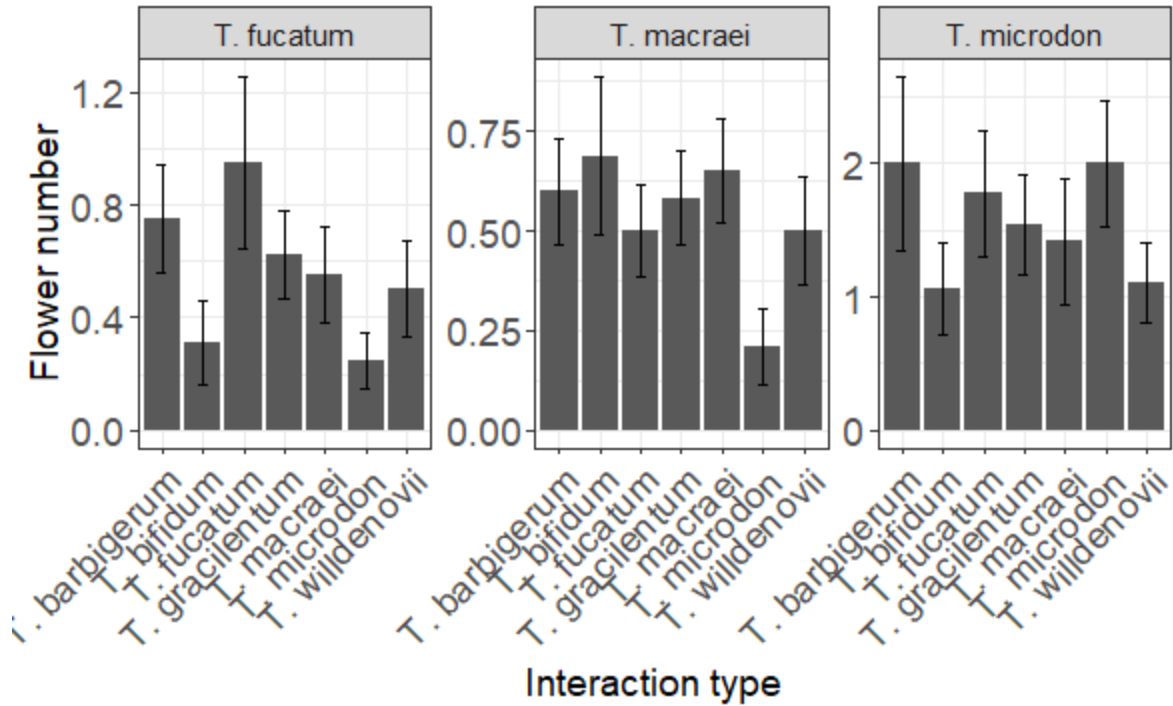 T. fucatum
T. macraei
T. microdon
Flower number
1.2
0.8
0.4
0.0
0.75
0.50
0.25
0.00
2
1
0
T. barbigerum
T. bifidum
T. fucatum
T. gracilentum
T. macraei
T. microdon
T. willdenovii
T. barbigerum
T. bifidum
T. fucatum
T. gracilentum
T. macraei
T. microdon
T. willdenovii
T. barbigerum
T. bifidum
T. fucatum
T. gracilentum
T. macraei
T. microdon
T. willdenovii
Interaction type